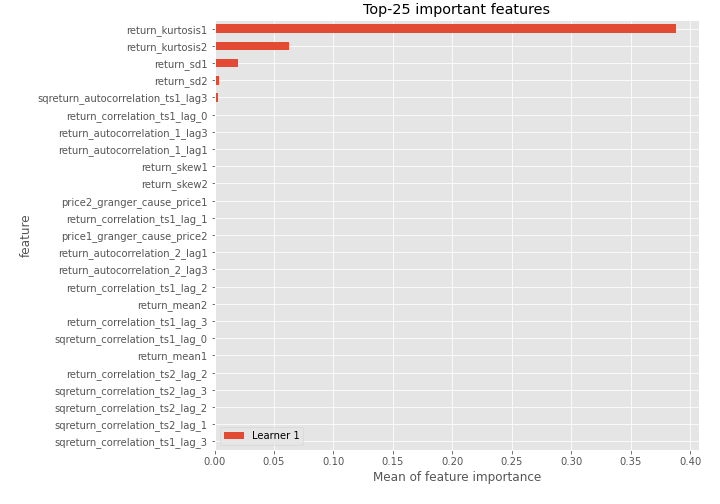 Top-25 important features
return_kurtosis1
return_kurtosis2
return_sd1
return_sd2
sqreturn_autocorrelation_ts1_lag3
return_correlation_ts1_lag_0
return_autocorrelation_1_lag3
return_autocorrelation_1_lag1
return_skew1
return_skew2
price2_granger_cause_price1
return_correlation_ts1_lag_1
price1_granger_cause_price2
return_autocorrelation_2_lag1
return_autocorrelation_2_lag3
return_correlation_ts1_lag_2
return_mean2
return_correlation_ts1_lag_3
sqreturn_correlation_ts1_lag_0
return_mean1
return_correlation_ts2_lag_2
sqreturn_correlation_ts2_lag_3
sqreturn_correlation_ts2_lag_2
sqreturn_correlation_ts2_lag_1
sqreturn_correlation_ts1_lag_3
feature
Learner 1
0.00 0.05 0.10 0.15 0.20 0.25 0.30 0.35 0.40
Mean of feature importance